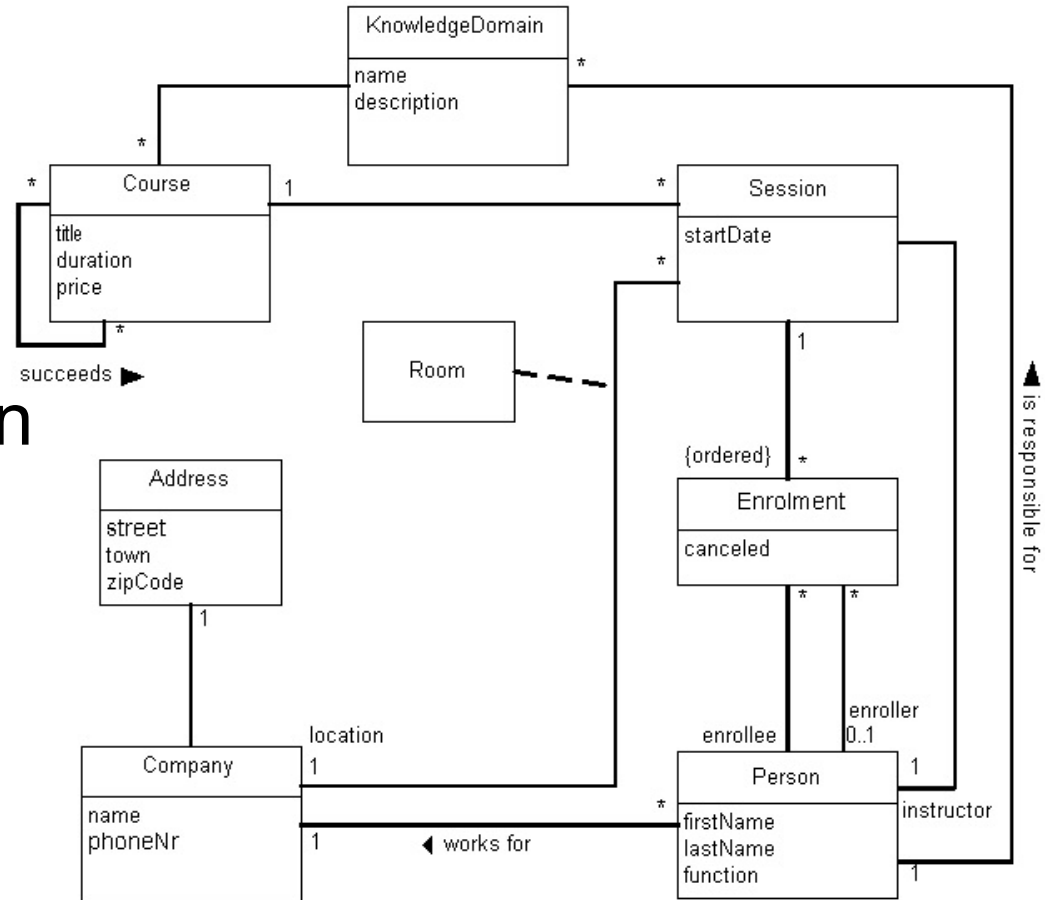 KnowledgeDomain
name
description
*
*
*
Course
title
duration
price
1
*
*
succeeds ►
Session
startDate
*
1
Room
n
{ordered}
*
Enrolment
canceled
*
*
▲ is responsible for
Address
street
town
zipCode
1
location
1
Company
name
phoneNr
1
◄ works for
*
enrollee
enroller
0..1
Person
firstName
lastName
function
1
instructor
1